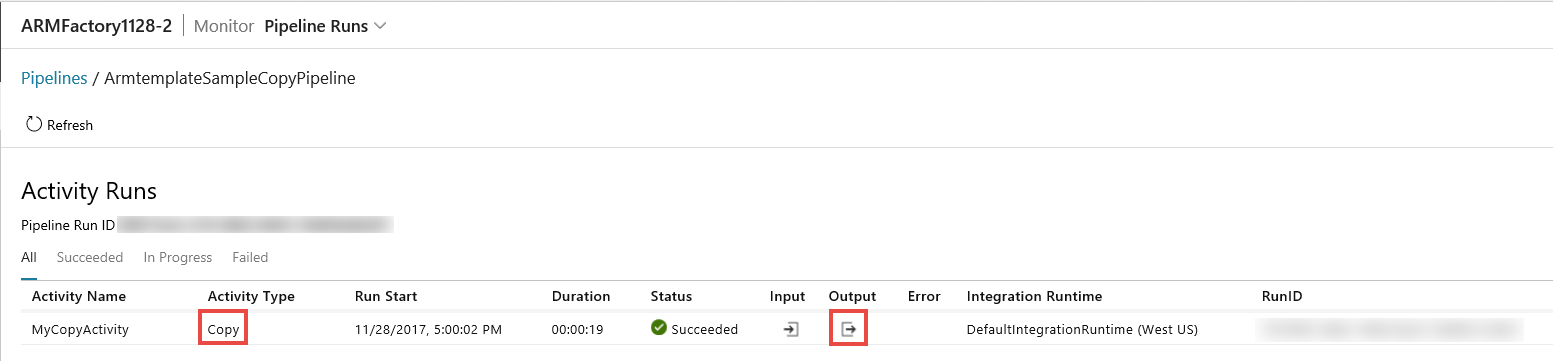 ARMFactory1128-2 Monitor Pipeline Runs
Pipelines / ArmtemplateSampleCopyPipeline
Refresh
Activity Runs
Pipeline Run ID
All Succeeded In Progress Failed
Activity Name Activity Type Run Start Duration Status Input Output Error Integration Runtime RunID
MyCopyActivity Copy 11/28/2017, 5:00:02 PM 00:00:19 Succeeded DefaultIntegrationRuntime (West US)